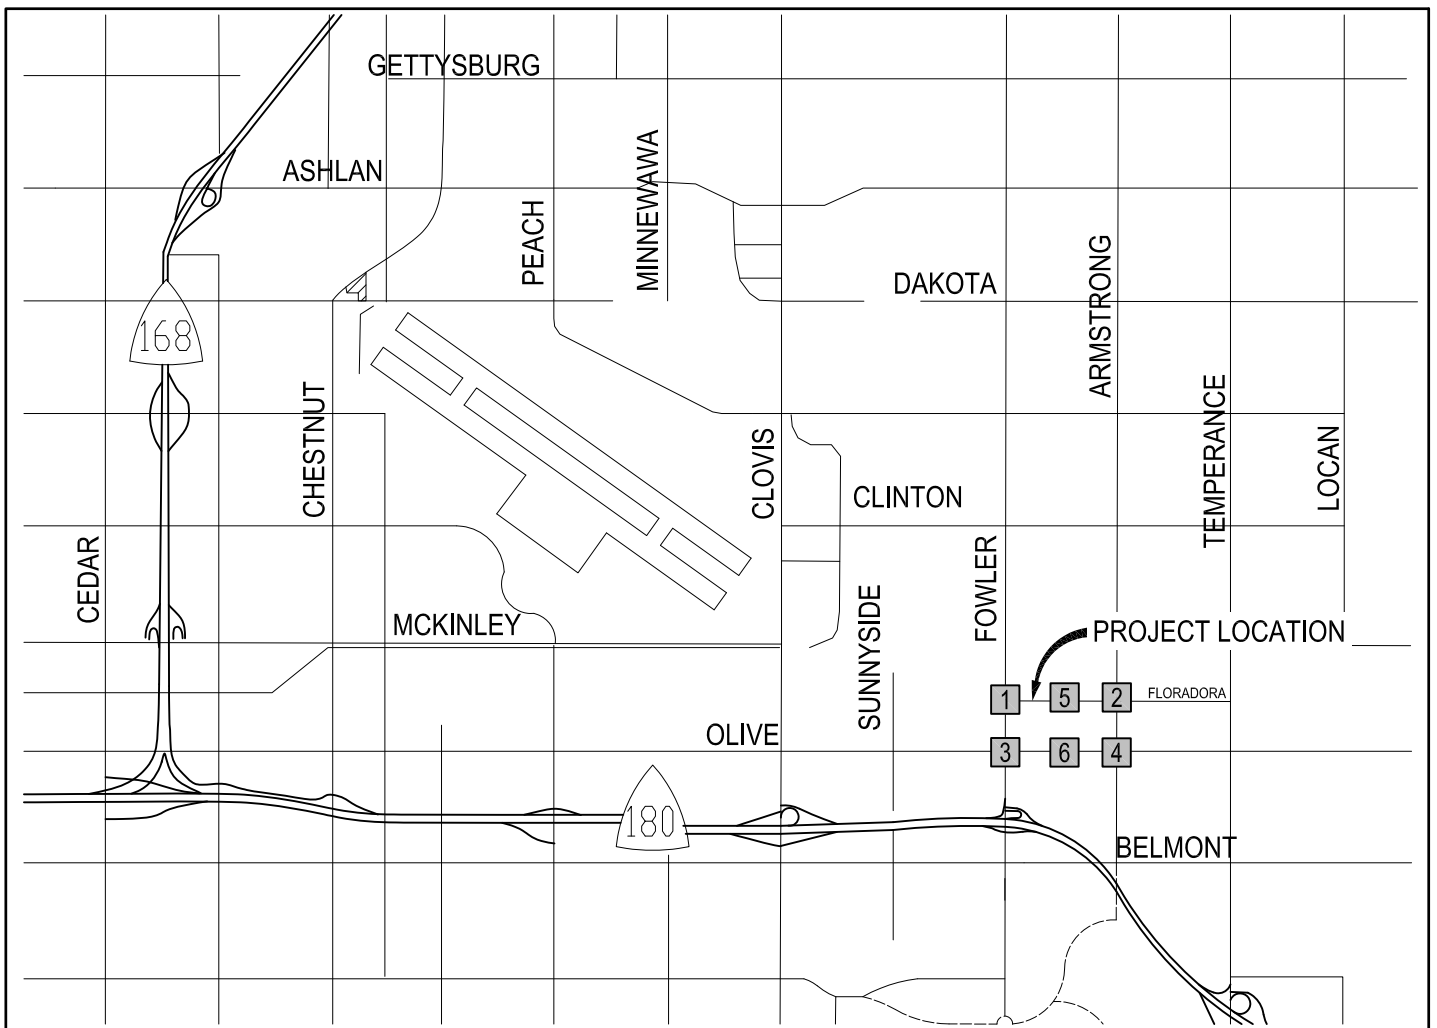 GETTYSBURG
ASHLAN
MINNEWAWA
PEACH
DAKOTA
ARMSTRONG
168
CHESTNUT
CLOVIS
TEMPERANCE
LOCAN
CLINTON
CEDAR
FOWLER
MCKINLEY
SUNNYSIDE
PROJECT LOCATION
1
5
2
FLORADORA
OLIVE
3
6
4
180
BELMONT